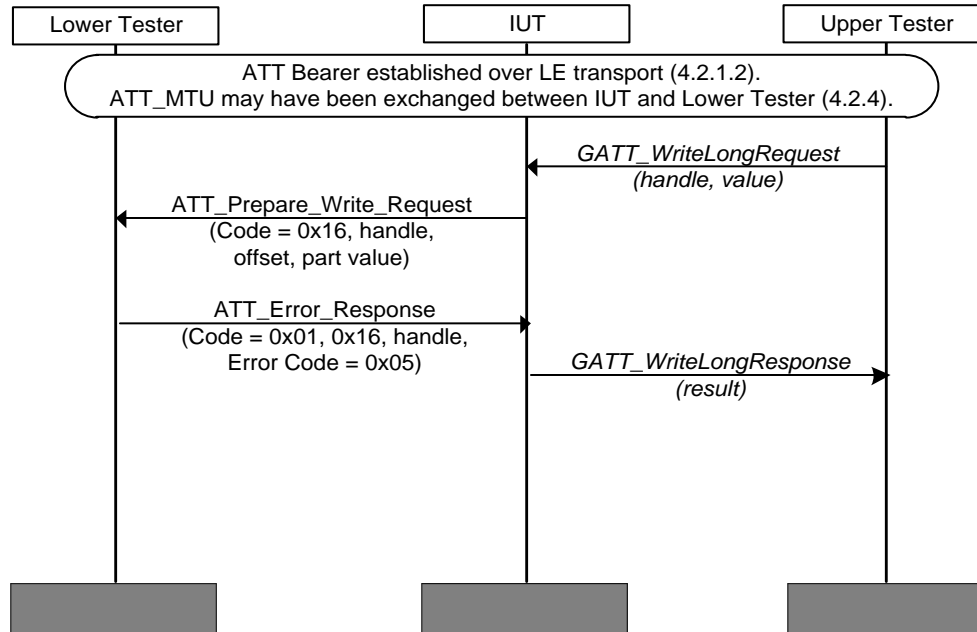 Lower Tester
IUT
Upper Tester
ATT Bearer established over LE transport (4.2.1.2).
ATT_MTU may have been exchanged between IUT and Lower Tester (4.2.4).
GATT_WriteLongRequest
(handle, value)
ATT_Prepare_Write_Request
(Code = 0x16, handle,
offset, part value)
ATT_Error_Response
(Code = 0x01, 0x16, handle,
Error Code = 0x05)
GATT_WriteLongResponse
(result)